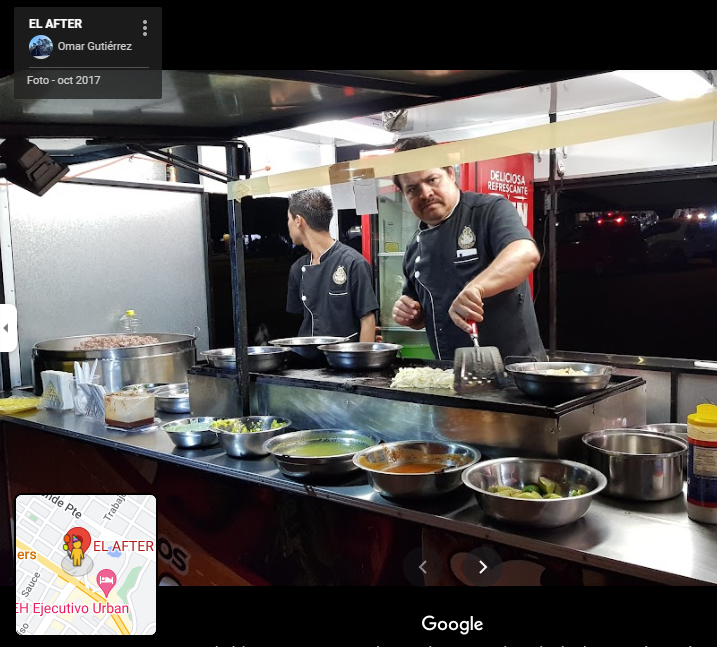 EL AFTER
Omar Gutiérrez
Foto - oct 2017
DELICIOSA
REFRESCANTE
nde Pte
Trabaj
EL AFTER
ers
Sauce
EH Ejecutivo Urban
Google